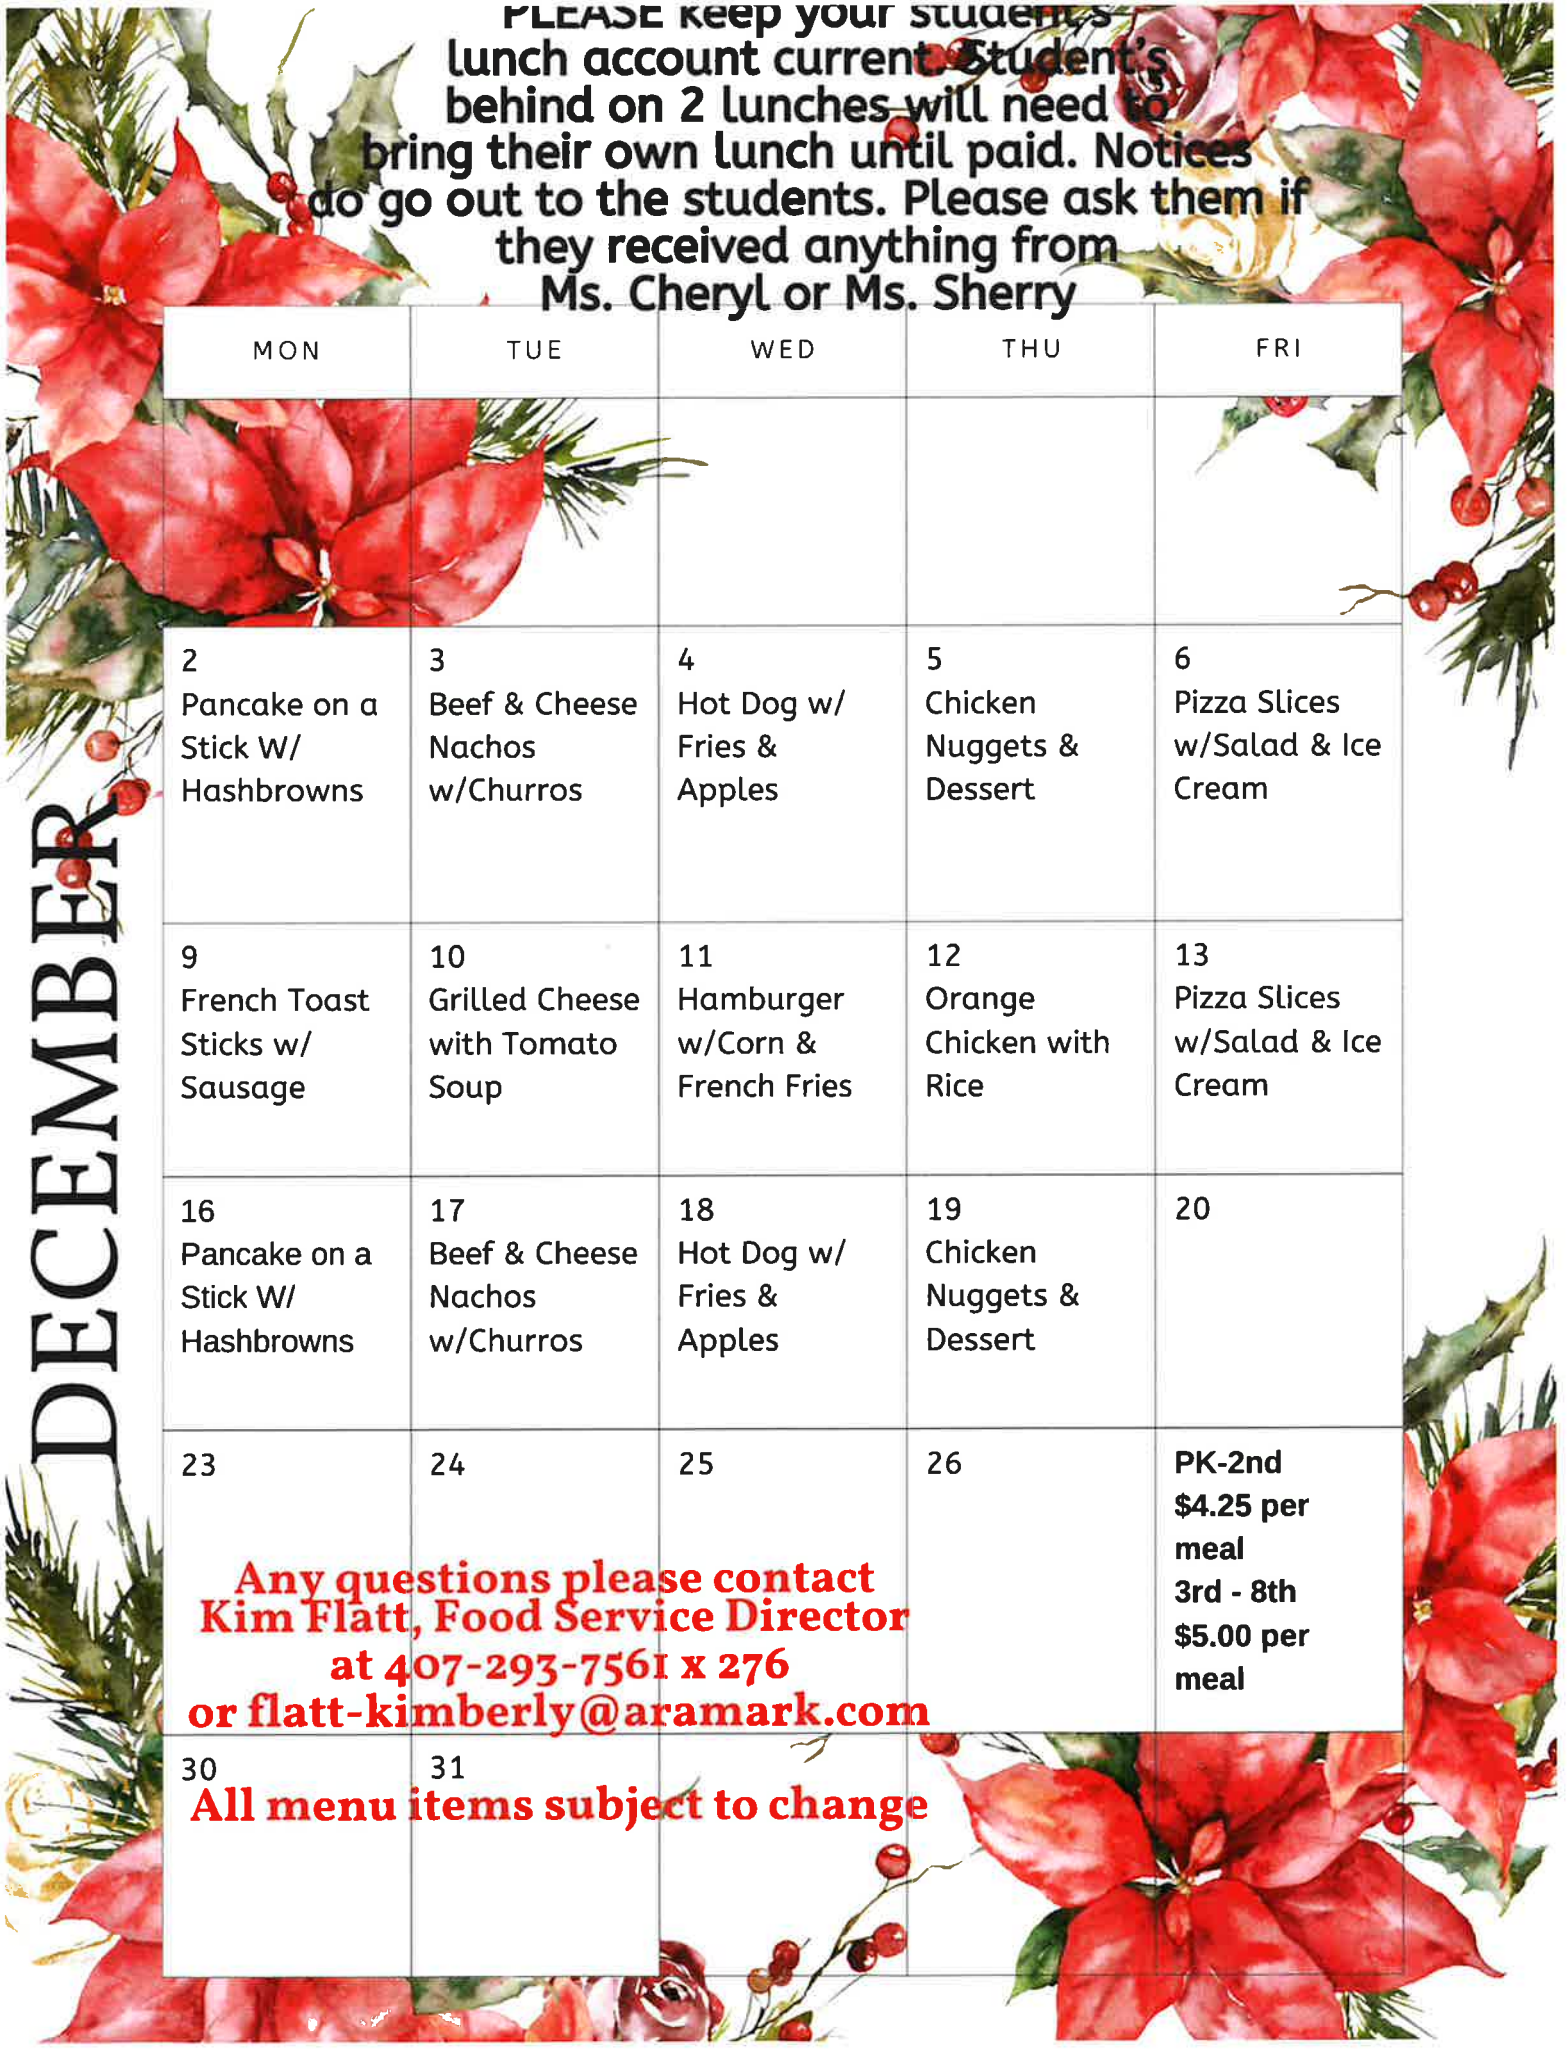 PLEASE keep your student's
lunch account current. Student's
behind on 2 lunches will need to
bring their own lunch until paid. Notices
do go out to the students. Please ask them if
they received anything from
Ms. Cheryl or Ms. Sherry
MON TUE WED THU FRI
DECEMBER
2
Pancake on a
Stick W/
Hashbrowns
3
Beef & Cheese
Nachos
w/Churros
4
Hot Dog w/
Fries &
Apples
5
Chicken
Nuggets &
Dessert
6
Pizza Slices
w/Salad & Ice
Cream
9
French Toast
Sticks w/
Sausage
10
Grilled Cheese
with Tomato
Soup
11
Hamburger
w/Corn &
French Fries
12
Orange
Chicken with
Rice
13
Pizza Slices
w/Salad & Ice
Cream
16
Pancake on a
Stick W/
Hashbrowns
17
Beef & Cheese
Nachos
w/Churros
18
Hot Dog w/
Fries &
Apples
19
Chicken
Nuggets &
Dessert
20
23
24
25
26
PK-2nd
$4.25 per
meal
3rd - 8th
$5.00 per
meal
Any questions please contact
Kim Flatt, Food Service Director
at 407-293-7561 x 276
or flatt-kimberly@aramark.com
30
31
All menu items subject to change